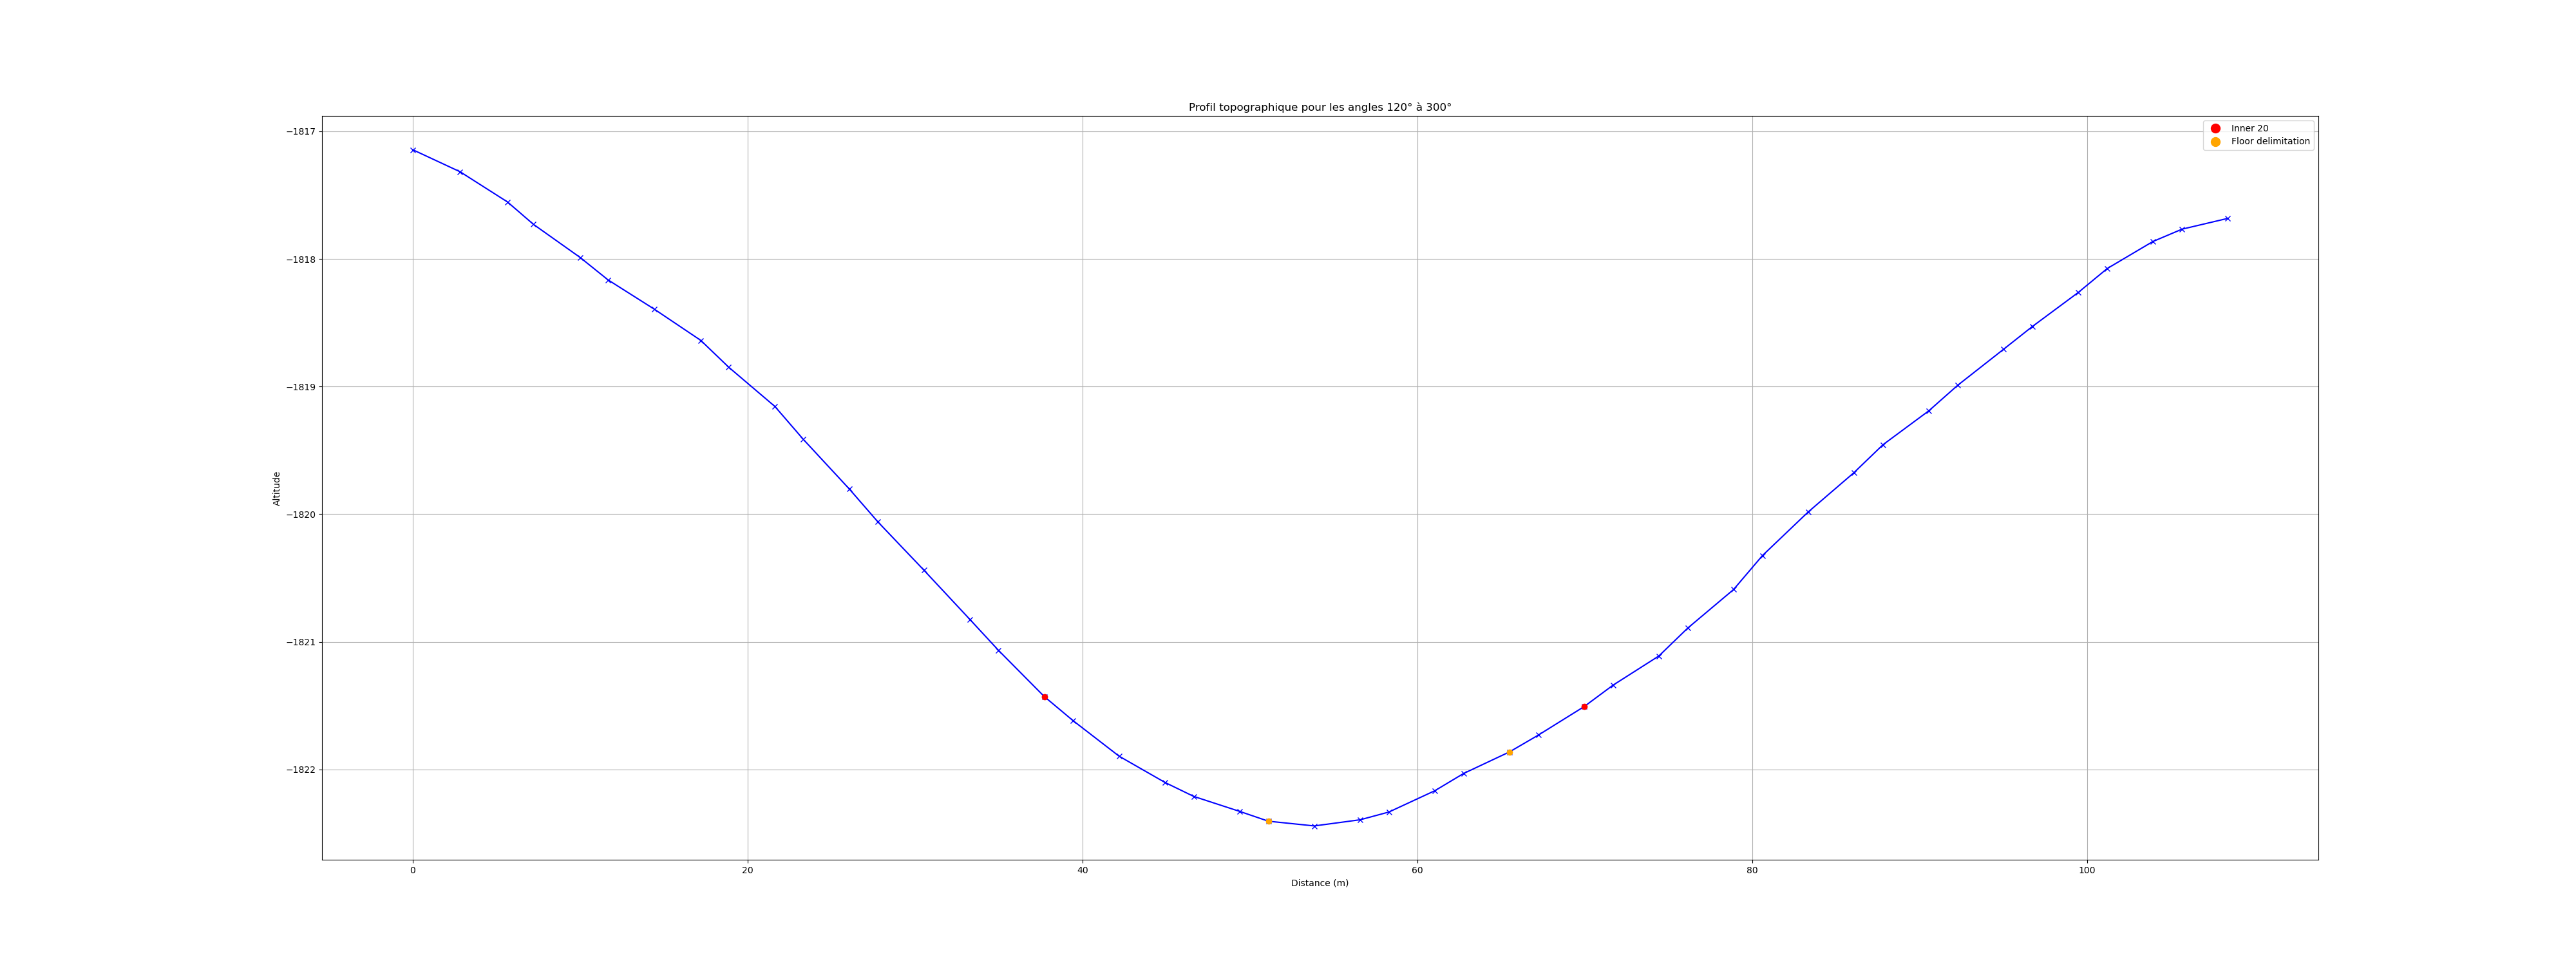 Profil topographique pour les angles 120° à 300°
Inner 20
Floor delimitation
−1817
−1818
−1819
−1820
−1821
−1822
Altitude
0 20 40 60 80 100
Distance (m)